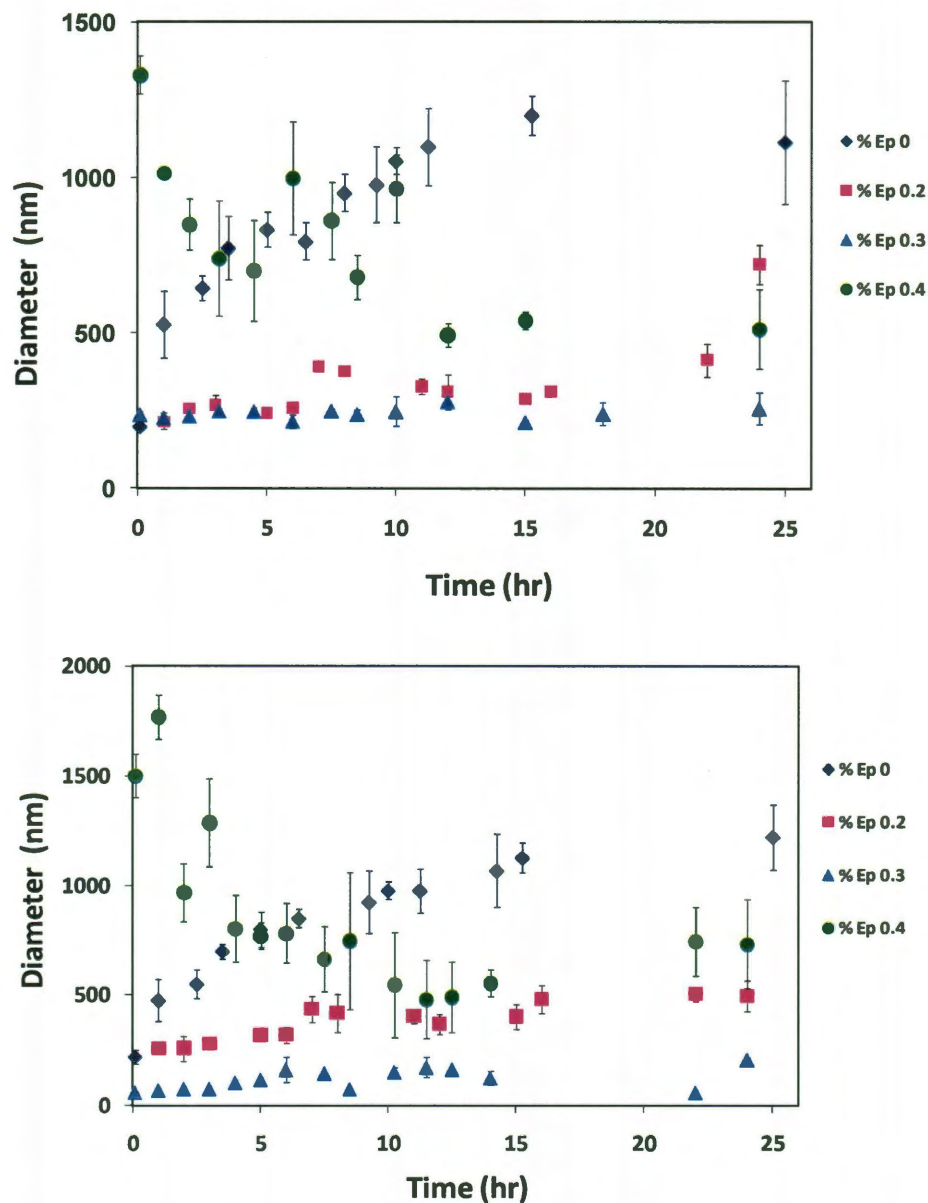 1500
1000
500
0
Diameter (nm)
0 5 10 15 20 25
Time (hr)
% Ep 0
% Ep 0.2
% Ep 0.3
% Ep 0.4
2000
1500
1000
500
0
Diameter (nm)
0 5 10 15 20 25
Time (hr)
% Ep 0
% Ep 0.2
% Ep 0.3
% Ep 0.4